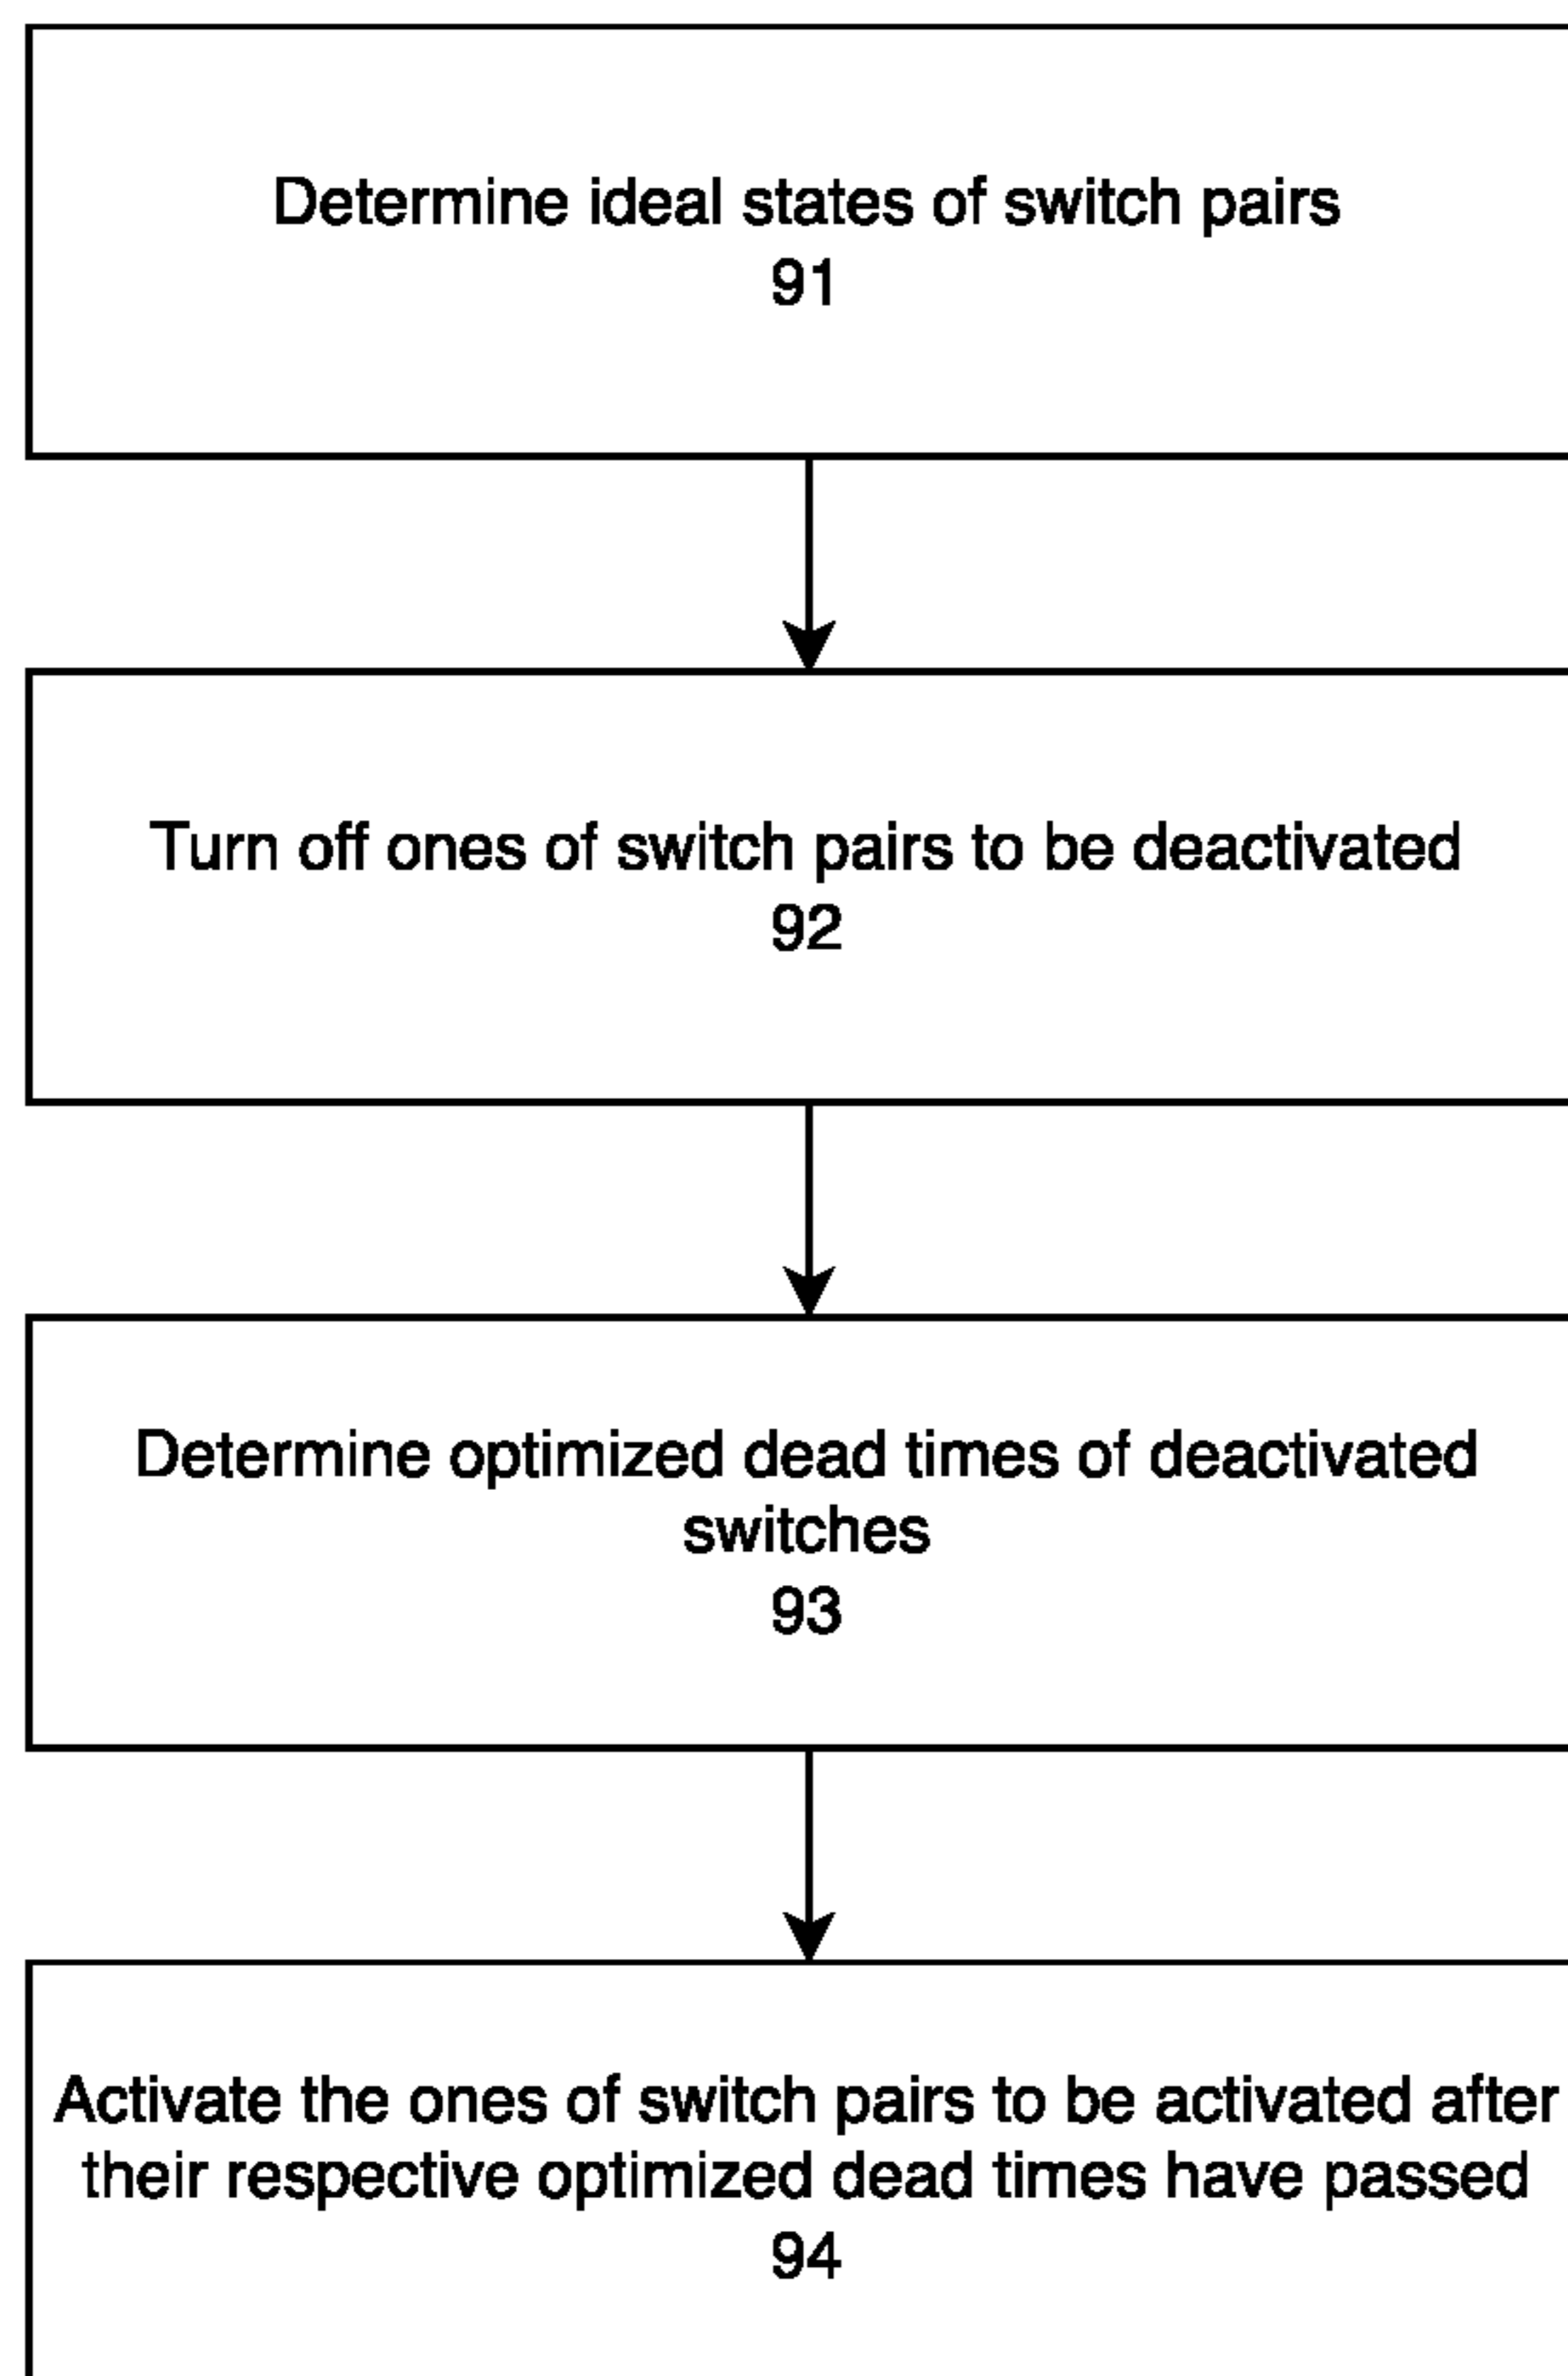 Determine ideal states of switch pairs
91
Turn off ones of switch pairs to be deactivated
92
Determine optimized dead times of deactivated
switches
93
Activate the ones of switch pairs to be activated after
their respective optimized dead times have passed
94